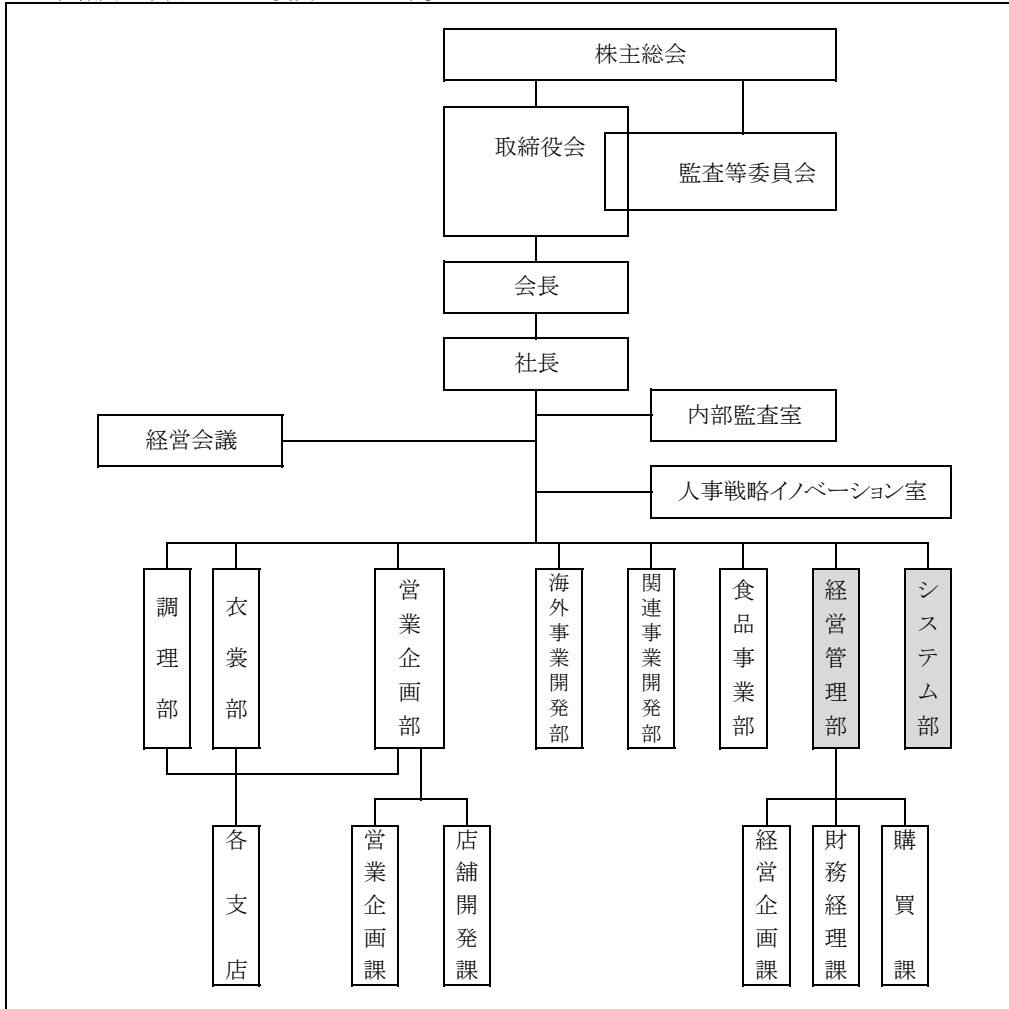 株主総会
取締役会
監査等委員会
会長
社長
内部監査室
経営会議
人事戦略イノベーション室
調理部
衣裳部
営業企画部
海外事業開発部
関連事業開発部
食品事業部
経営管理部
システム部
各支店
営業企画課
店舗開発課
経営企画課
財務経理課
購買課